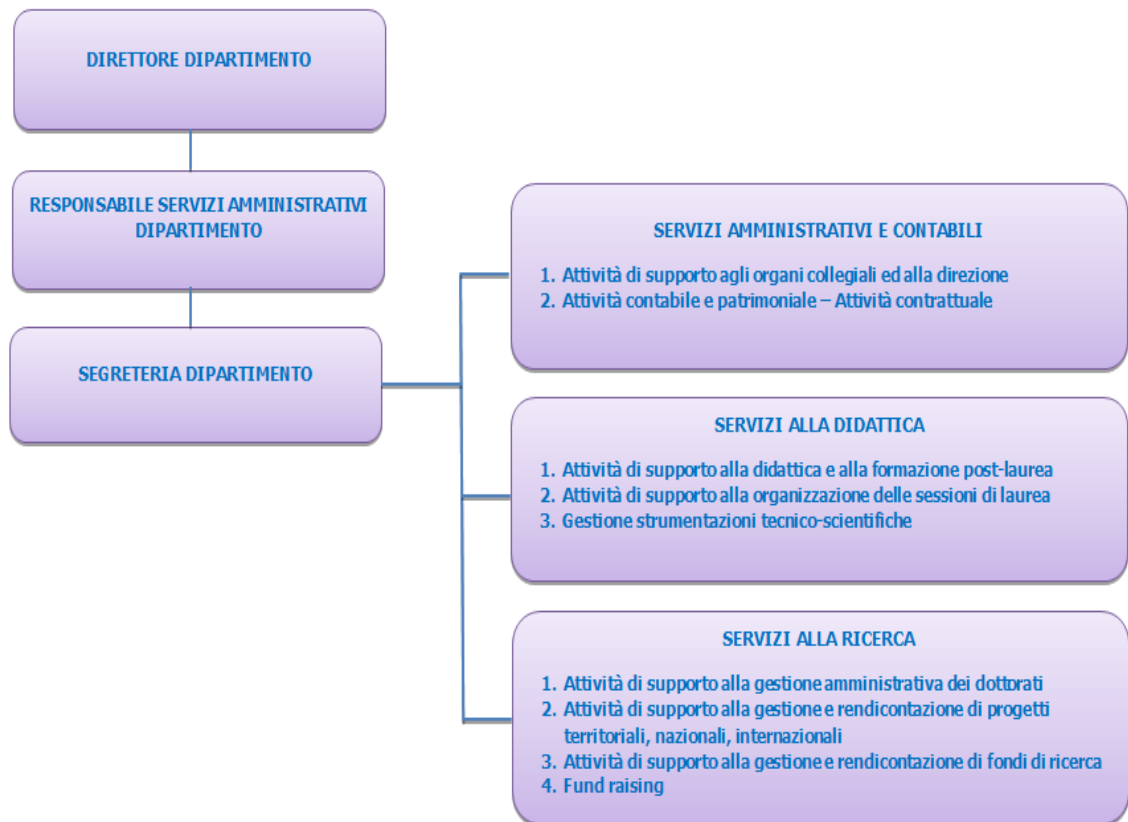 DIRETTORE DIPARTIMENTO
RESPONSABILE SERVIZI AMMINISTRATIVI
DIPARTIMENTO
SEGRETERIA DIPARTIMENTO
SERVIZI AMMINISTRATIVI E CONTABILI
1. Attività di supporto agli organi collegiali ed alla direzione
2. Attività contabile e patrimoniale – Attività contrattuale
SERVIZI ALLA DIDATTICA
1. Attività di supporto alla didattica e alla formazione post-laurea
2. Attività di supporto alla organizzazione delle sessioni di laurea
3. Gestione strumentazioni tecnico-scientifiche
SERVIZI ALLA RICERCA
1. Attività di supporto alla gestione amministrativa dei dottorati
2. Attività di supporto alla gestione e rendicontazione di progetti
territoriali, nazionali, internazionali
3. Attività di supporto alla gestione e rendicontazione di fondi di ricerca
4. Fund raising